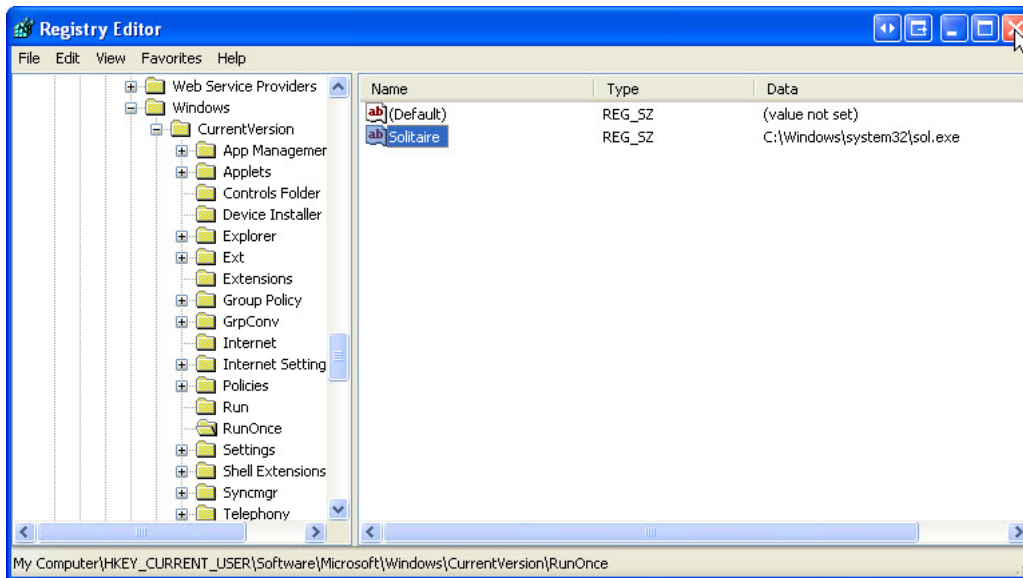 Registry Editor
File Edit View Favorites Help
Web Service Providers
Windows
CurrentVersion
App Managemer
Applets
Controls Folder
Device Installer
Explorer
Ext
Extensions
Group Policy
GrpConv
Internet
Internet Setting
Policies
Run
RunOnce
Settings
Shell Extensions
Syncmgr
Telephony
Name Type Data
ab (Default) REG_SZ (value not set)
ab Solitaire REG_SZ C:\Windows\system32\sol.exe
My Computer\HKEY_CURRENT_USER\Software\Microsoft\Windows\CurrentVersion\RunOnce